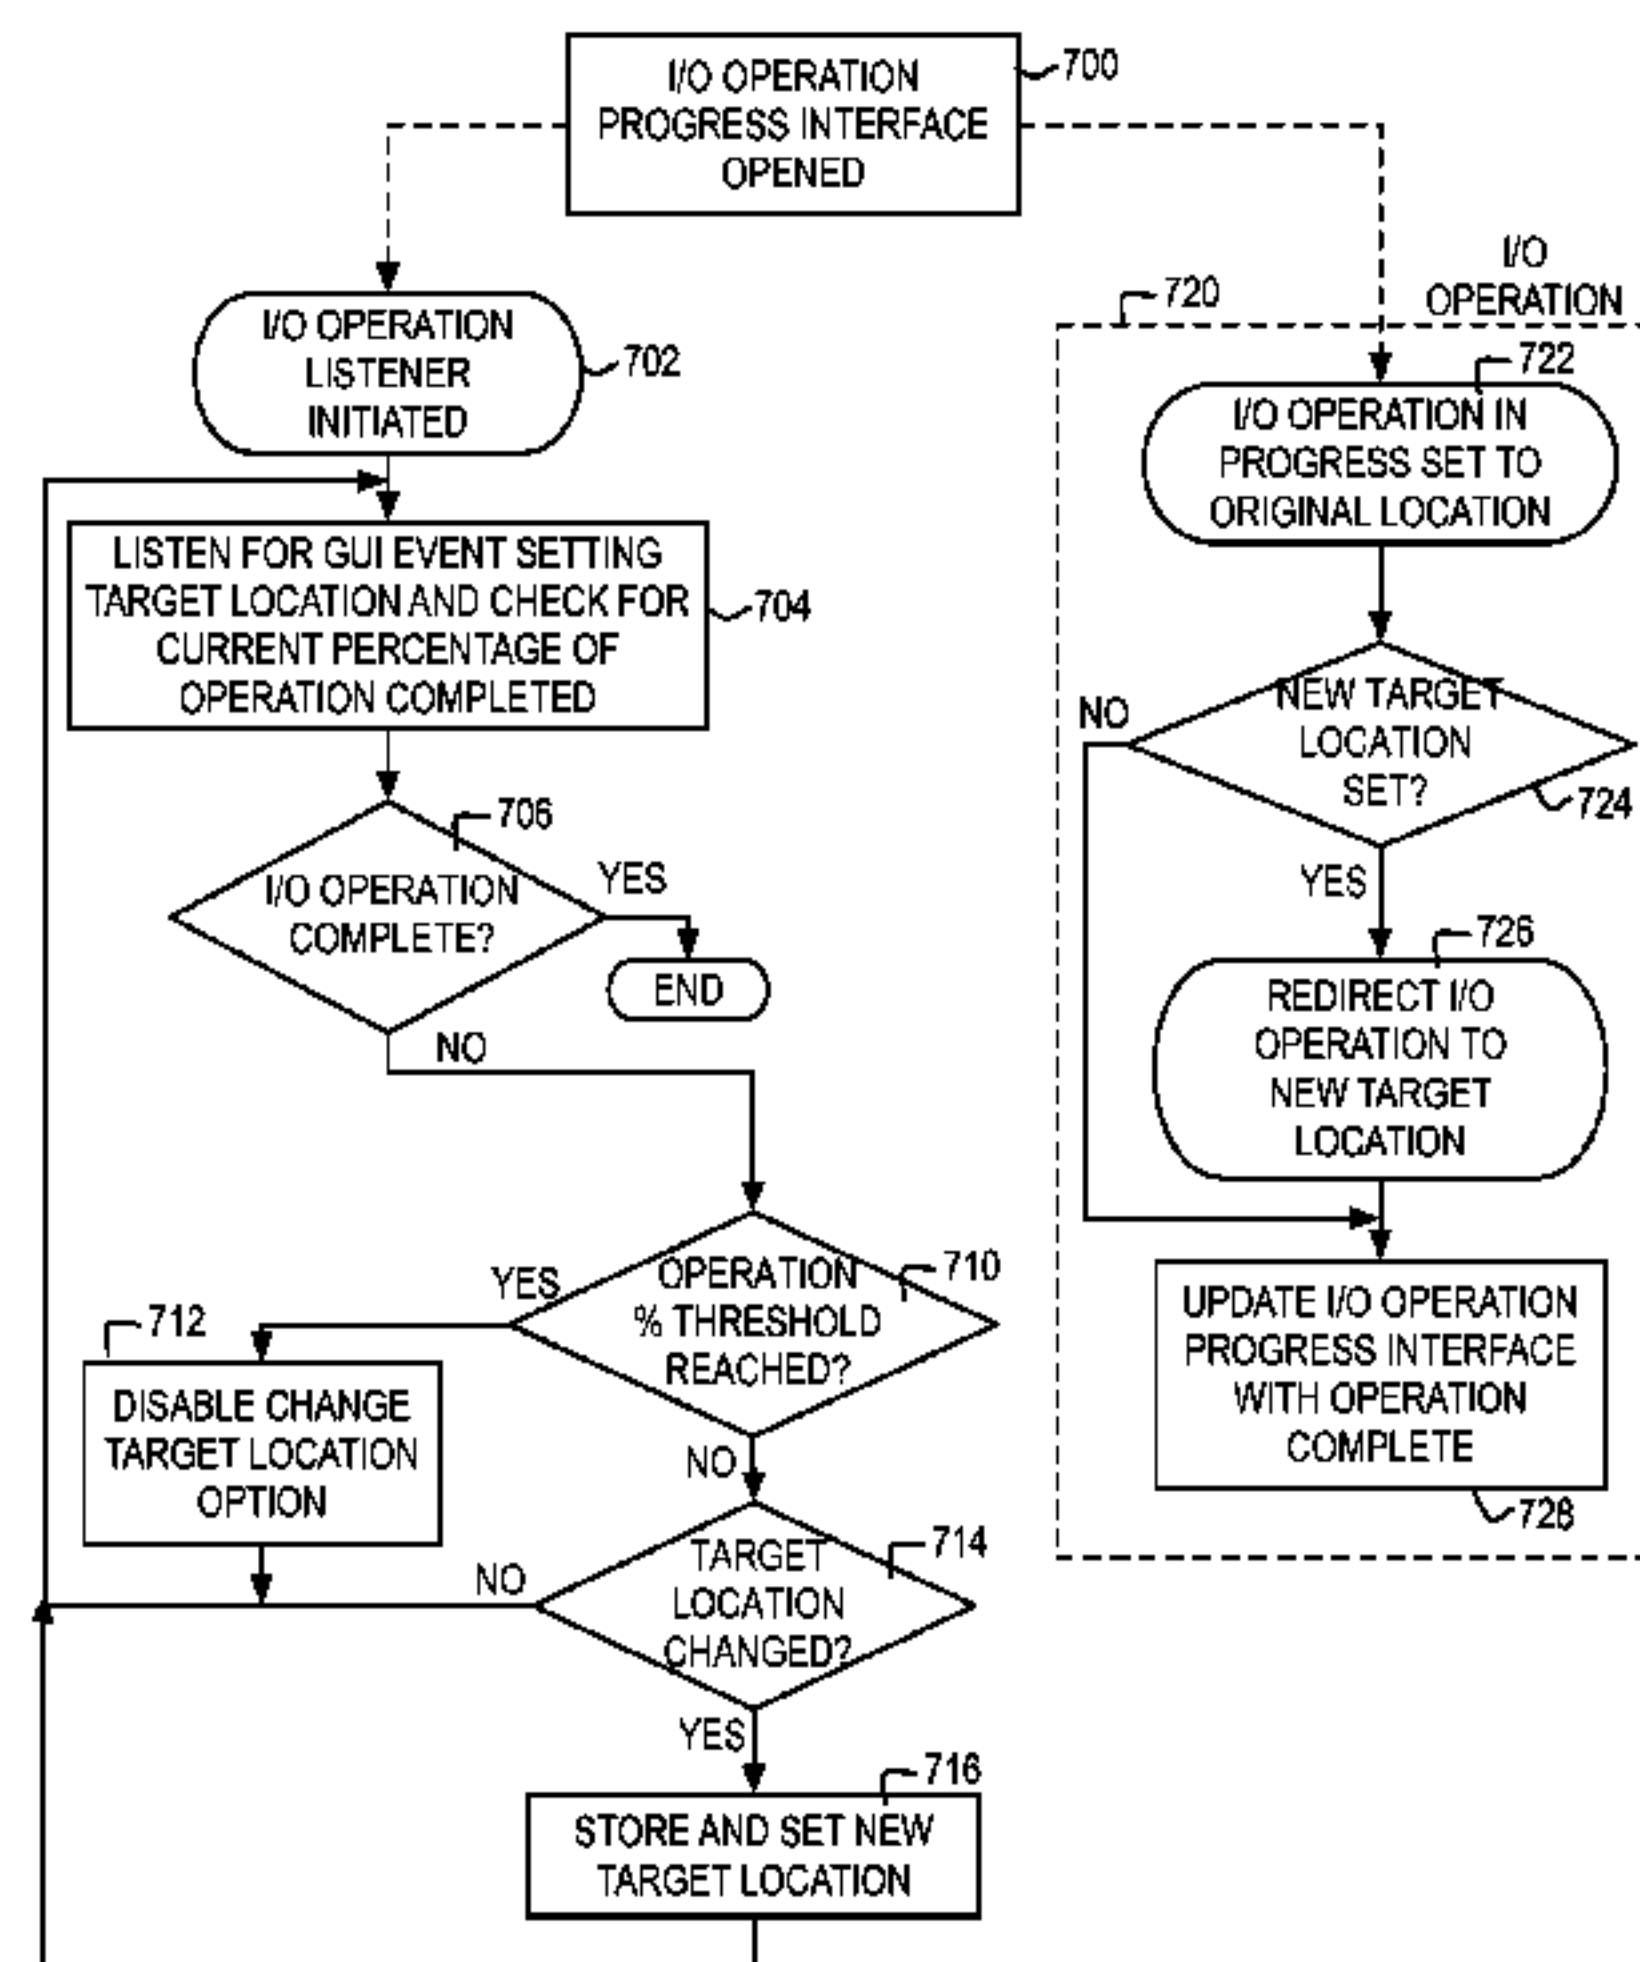 I/O OPERATION
PROGRESS INTERFACE
OPENED
700
I/O OPERATION
LISTENER
INITIATED
702
LISTEN FOR GUI EVENT SETTING
TARGET LOCATION AND CHECK FOR
CURRENT PERCENTAGE OF
OPERATION COMPLETED
704
706
I/O OPERATION
COMPLETE?
YES
END
NO
710
OPERATION
% THRESHOLD
REACHED?
YES
712
DISABLE CHANGE
TARGET LOCATION
OPTION
NO
714
TARGET
LOCATION
CHANGED?
NO
YES
716
STORE AND SET NEW
TARGET LOCATION
I/O
OPERATION
720
722
I/O OPERATION IN
PROGRESS SET TO
ORIGINAL LOCATION
NEW TARGET
LOCATION
SET?
724
NO
YES
726
REDIRECT I/O
OPERATION TO
NEW TARGET
LOCATION
UPDATE I/O OPERATION
PROGRESS INTERFACE
WITH OPERATION
COMPLETE
728